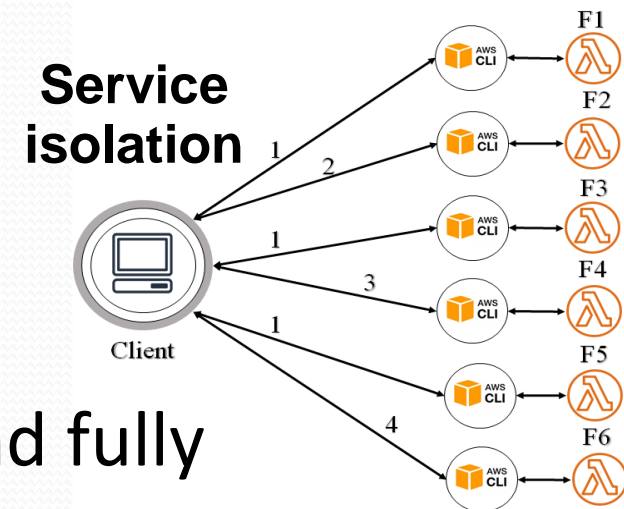 Service
isolation
F1
AWS
CLI
1
F2
AWS
CLI
2
F3
AWS
CLI
1
F4
AWS
CLI
3
Client
F5
AWS
CLI
1
F6
AWS
CLI
4
d fully